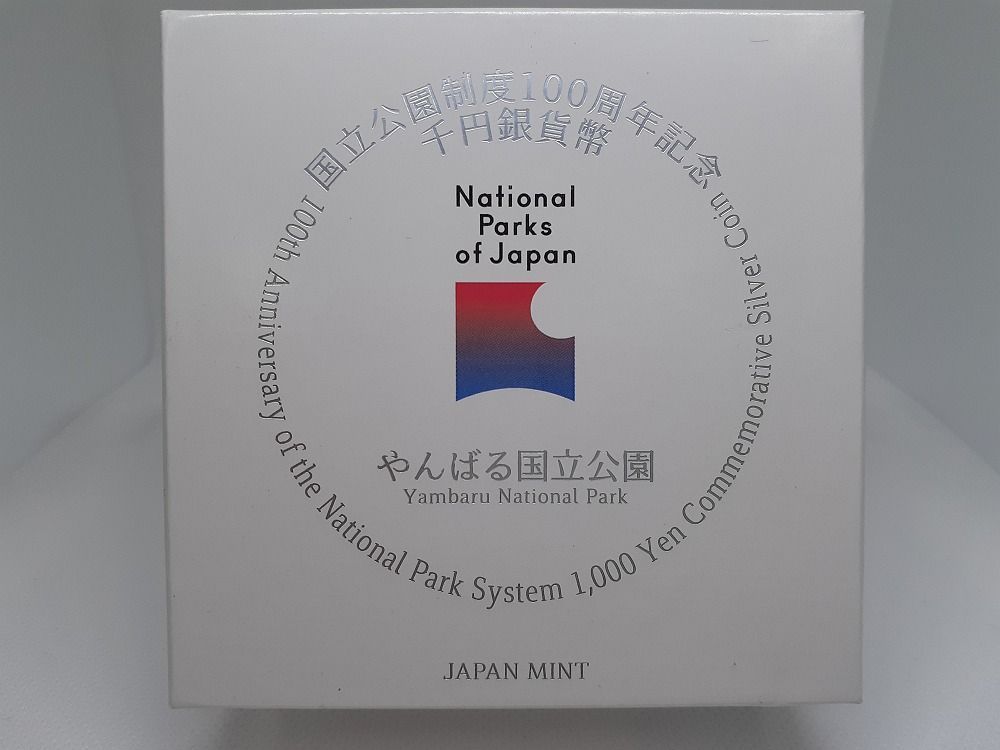 国立公園制度100周年記念
千円銀貨幣
100th Anniversary of the National Park System 1,000 Yen Commemorative Silver Coin
National
Parks
of Japan
やんばる国立公園
Yambaru National Park
JAPAN MINT